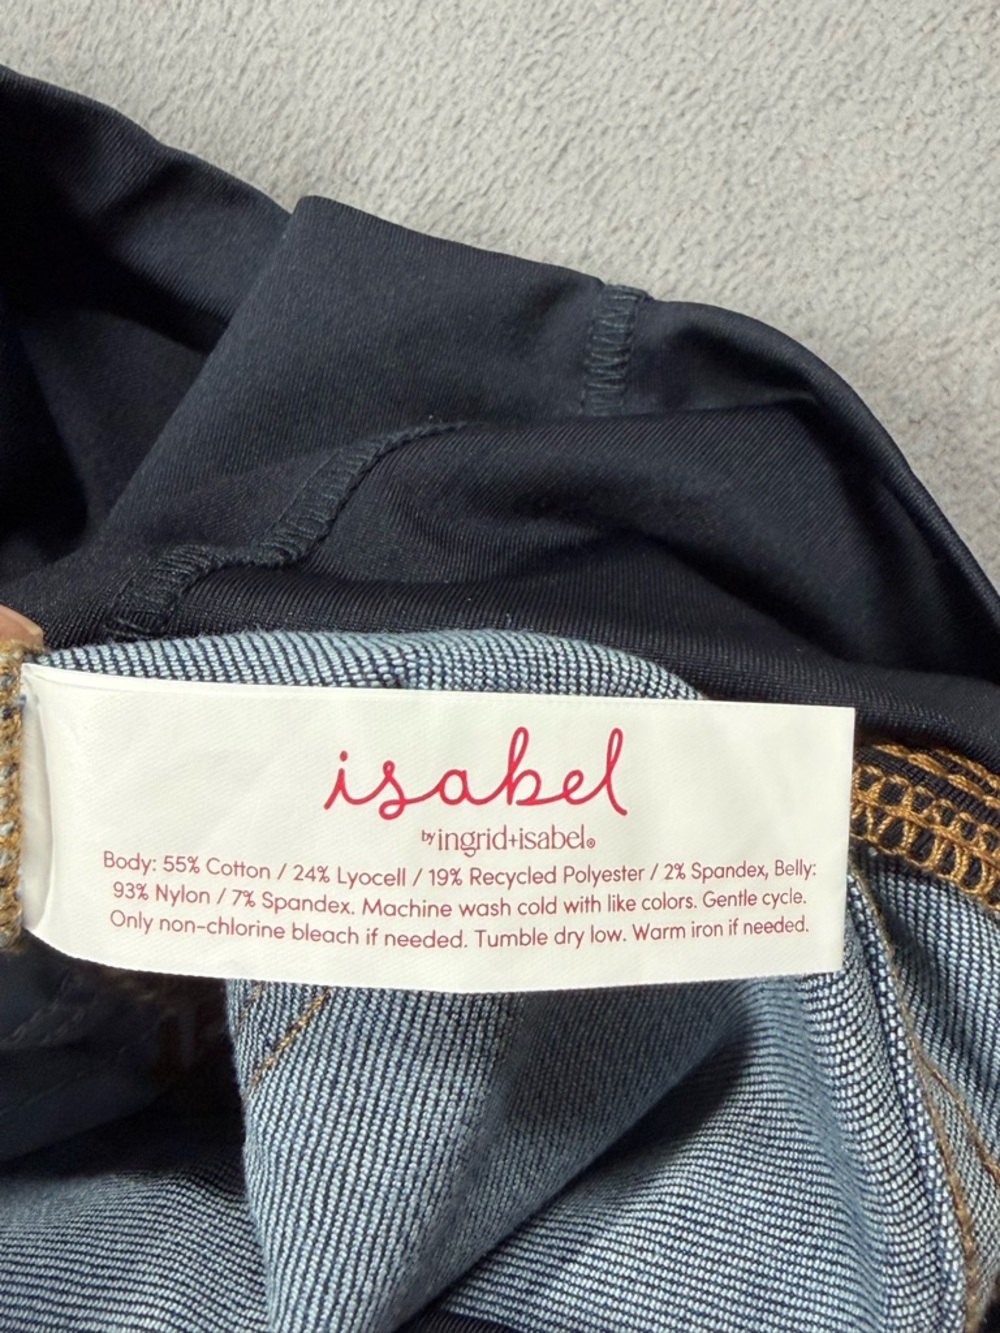 isabel
by ingrid+isabel®
Body: 55% Cotton / 24% Lyocell / 19% Recycled Polyester / 2% Spandex, Belly:
93% Nylon / 7% Spandex. Machine wash cold with like colors. Gentle cycle.
Only non-chlorine bleach if needed. Tumble dry low. Warm iron if needed.